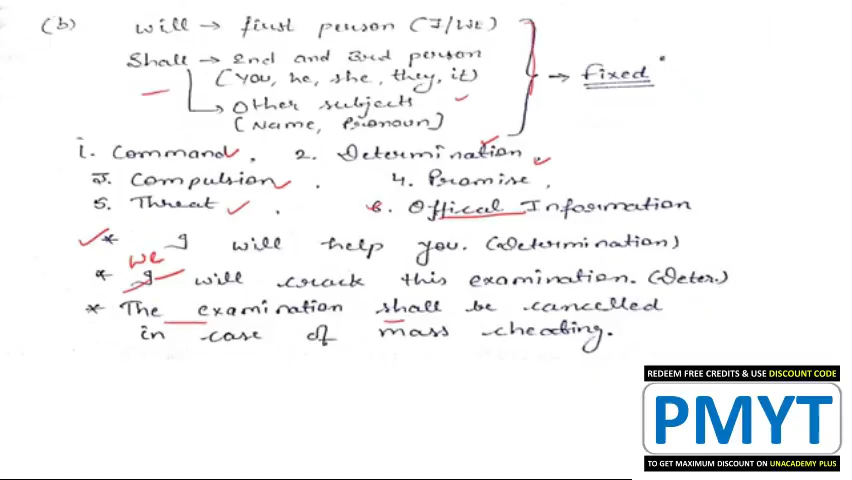 (b) Will → first person (I/We)
Shall → 2nd and 3rd person
(You, he, she, they, it)
→ Other subjects
(Name, Pronoun)
→ fixed
1. Command, 2. Determination,
3. Compulsion, 4. Promise,
5. Threat, 6. Offical Information
* I will help you. (Determination)
We
* I will crack this examination. (Deter.)
* The examination shall be cancelled
in case of mass cheating.
REDEEM FREE CREDITS & USE DISCOUNT CODE
PMYT
TO GET MAXIMUM DISCOUNT ON UNACADEMY PLUS